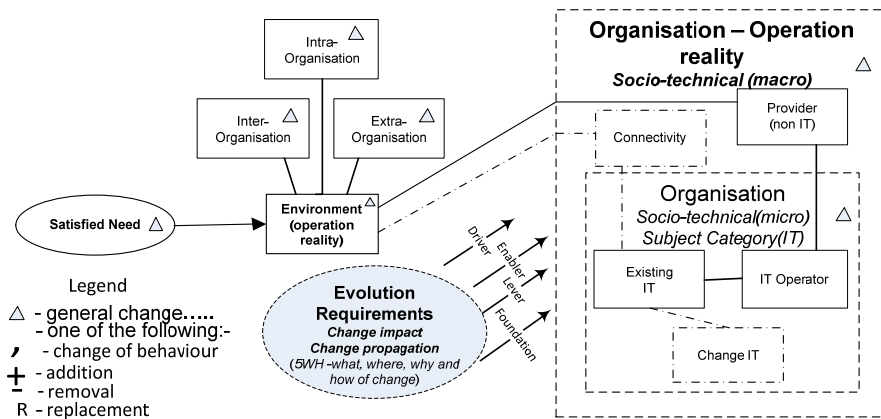 Intra-
Organisation
Inter-
Organisation
Extra-
Organisation
Satisfied Need
Environment
(operation
reality)
Organisation – Operation
reality
Socio-technical (macro)
Provider
(non IT)
Connectivity
Organisation
Socio-technical(micro)
Subject Category(IT)
Existing
IT
IT Operator
Change IT
Driver
Enabler
Lever
Foundation
Evolution
Requirements
Change impact
Change propagation
(5WH -what, where, why and
how of change)
Legend
- general change.....
- one of the following:-
, - change of behaviour
+ - addition
- - removal
R - replacement